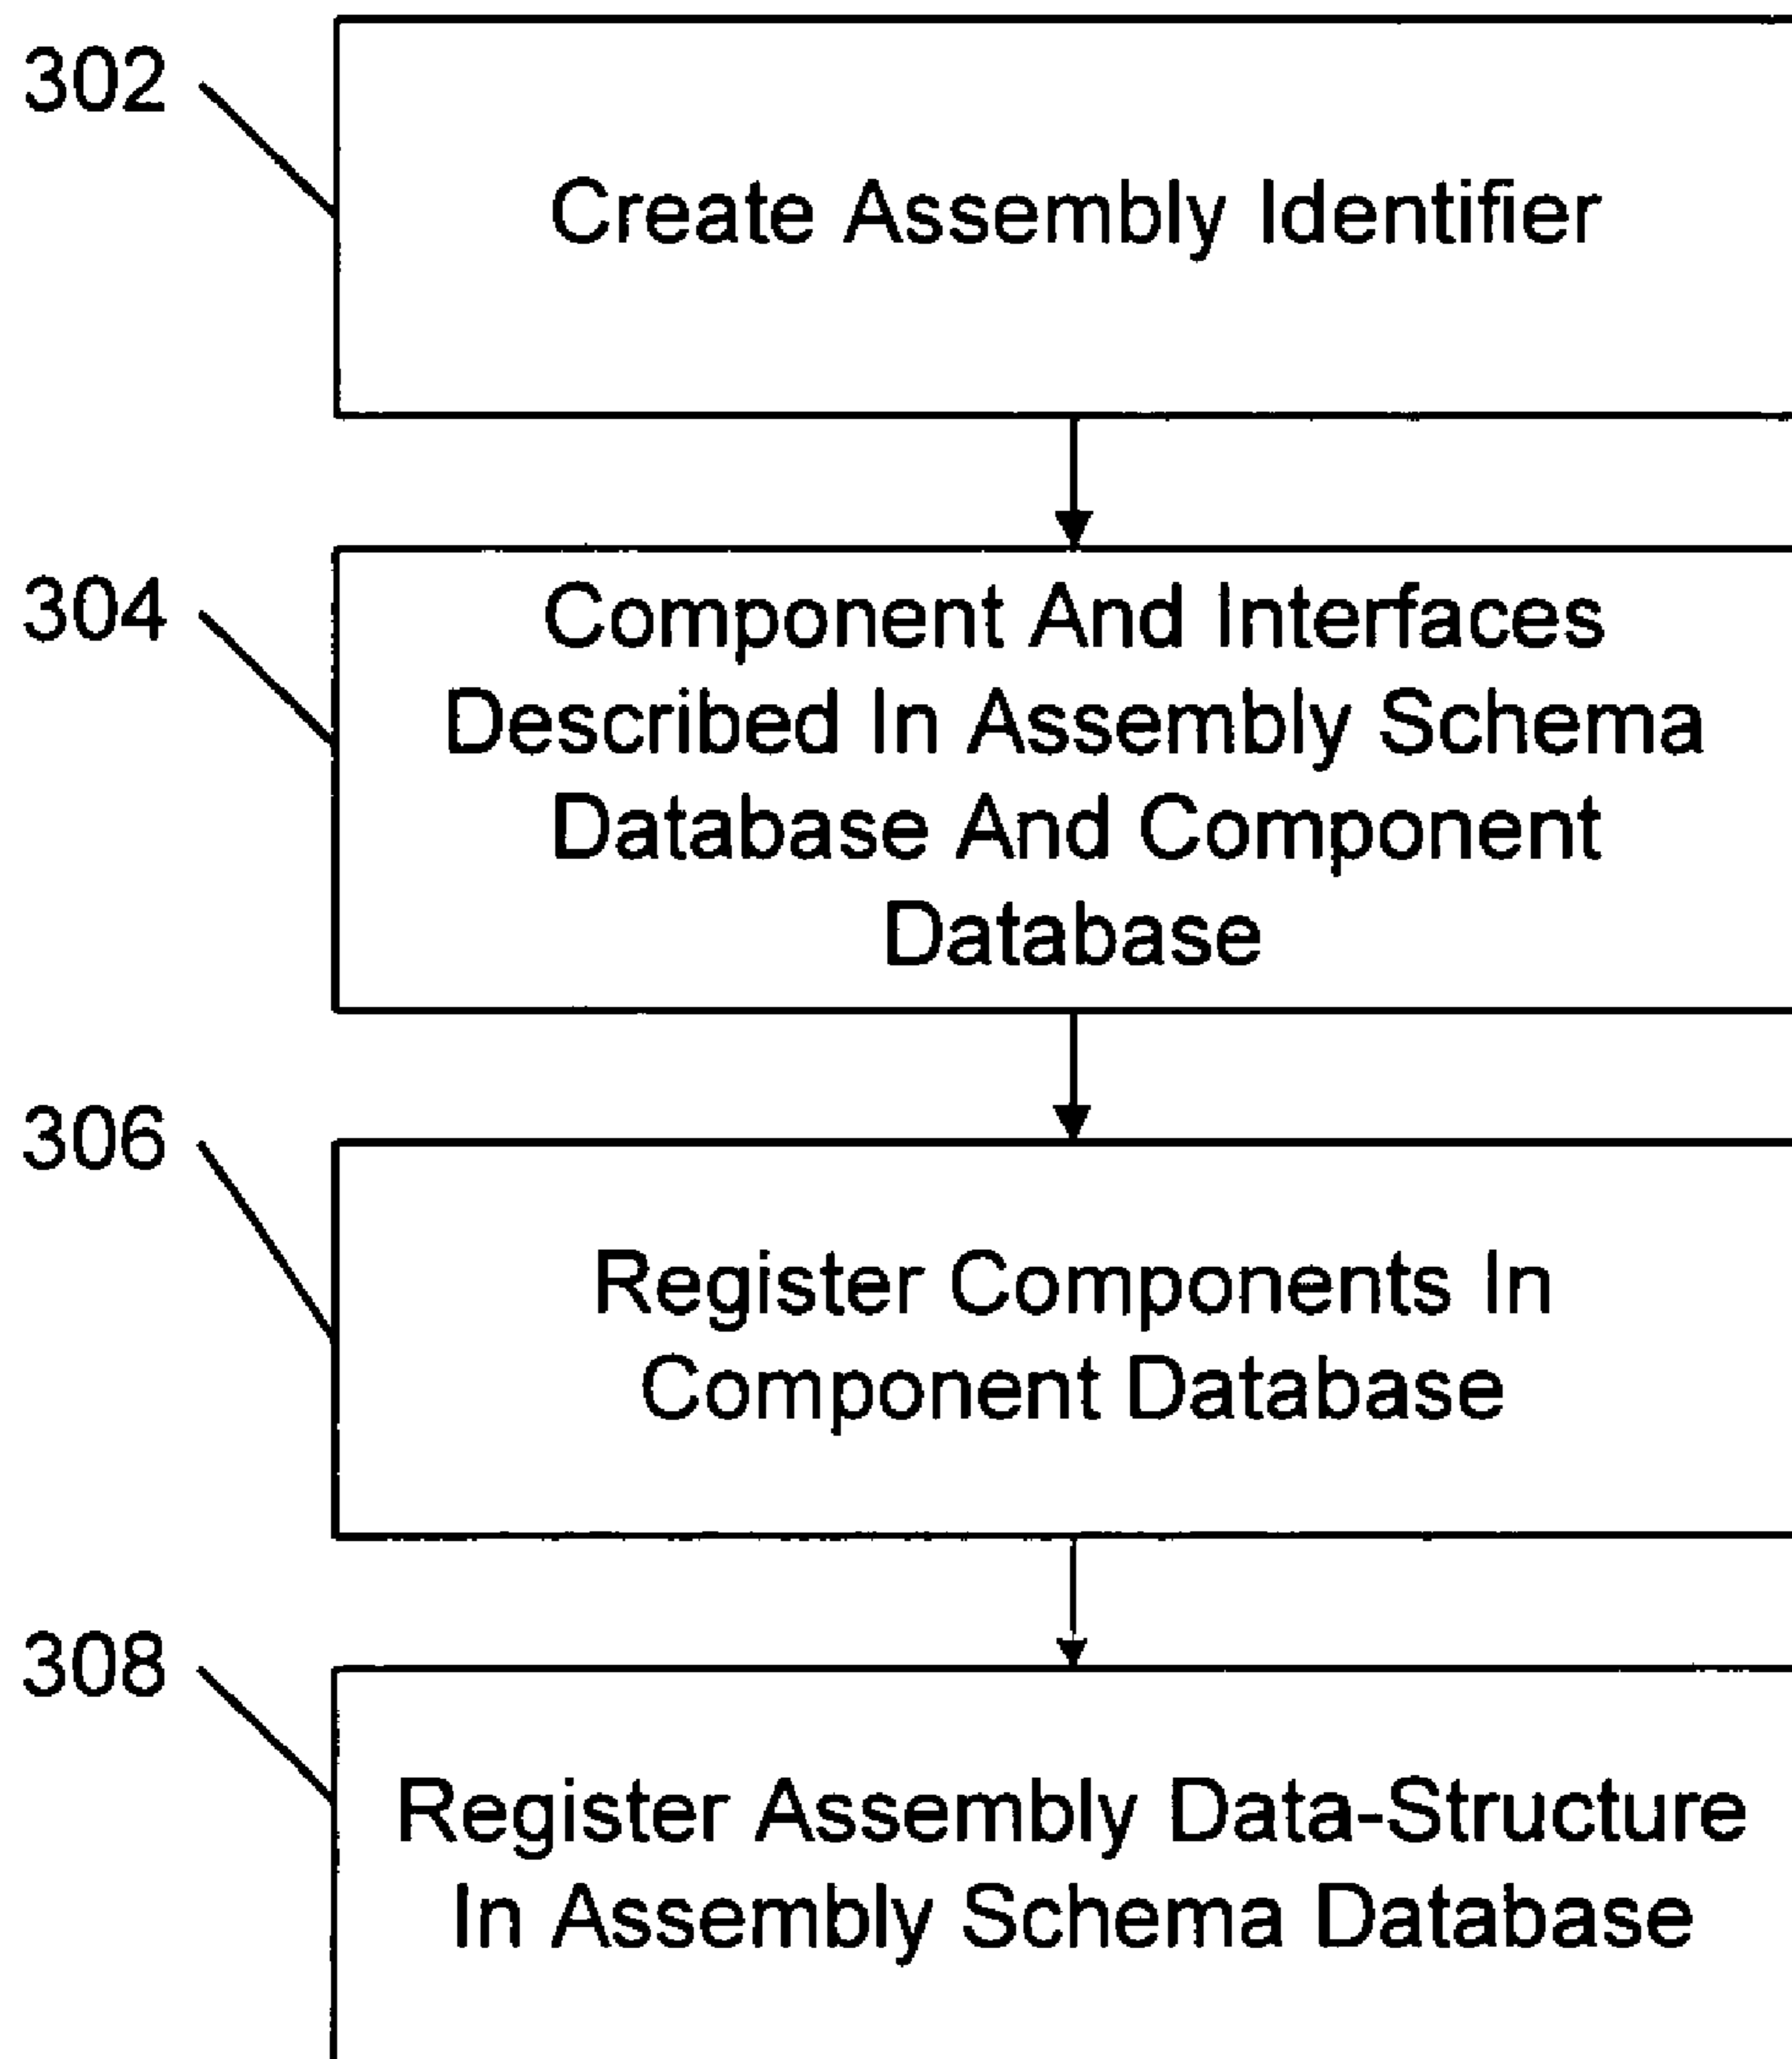 302
Create Assembly Identifier
304
Component And Interfaces
Described In Assembly Schema
Database And Component
Database
306
Register Components In
Component Database
308
Register Assembly Data-Structure
In Assembly Schema Database